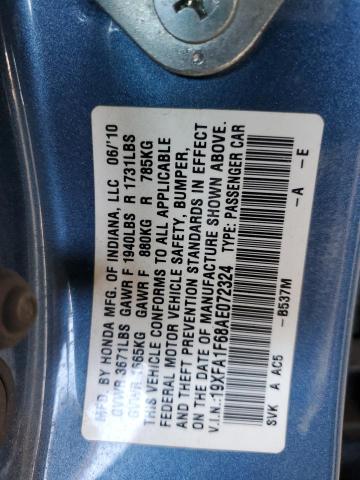 MFG. BY HONDA MFG. OF INDIANA, LLC 06/'10
GVWR 3671LBS GAWR F 1940LBS R 1731LBS
GVWR 1665KG GAWR F 880KG R 785KG
THIS VEHICLE CONFORMS TO ALL APPLICABLE
FEDERAL MOTOR VEHICLE SAFETY, BUMPER,
AND THEFT PREVENTION STANDARDS IN EFFECT
ON THE DATE OF MANUFACTURE SHOWN ABOVE.
V.I.N.:19XFA1F68AE072324 TYPE: PASSENGER CAR
-B537M -A -E
SVK A AC5